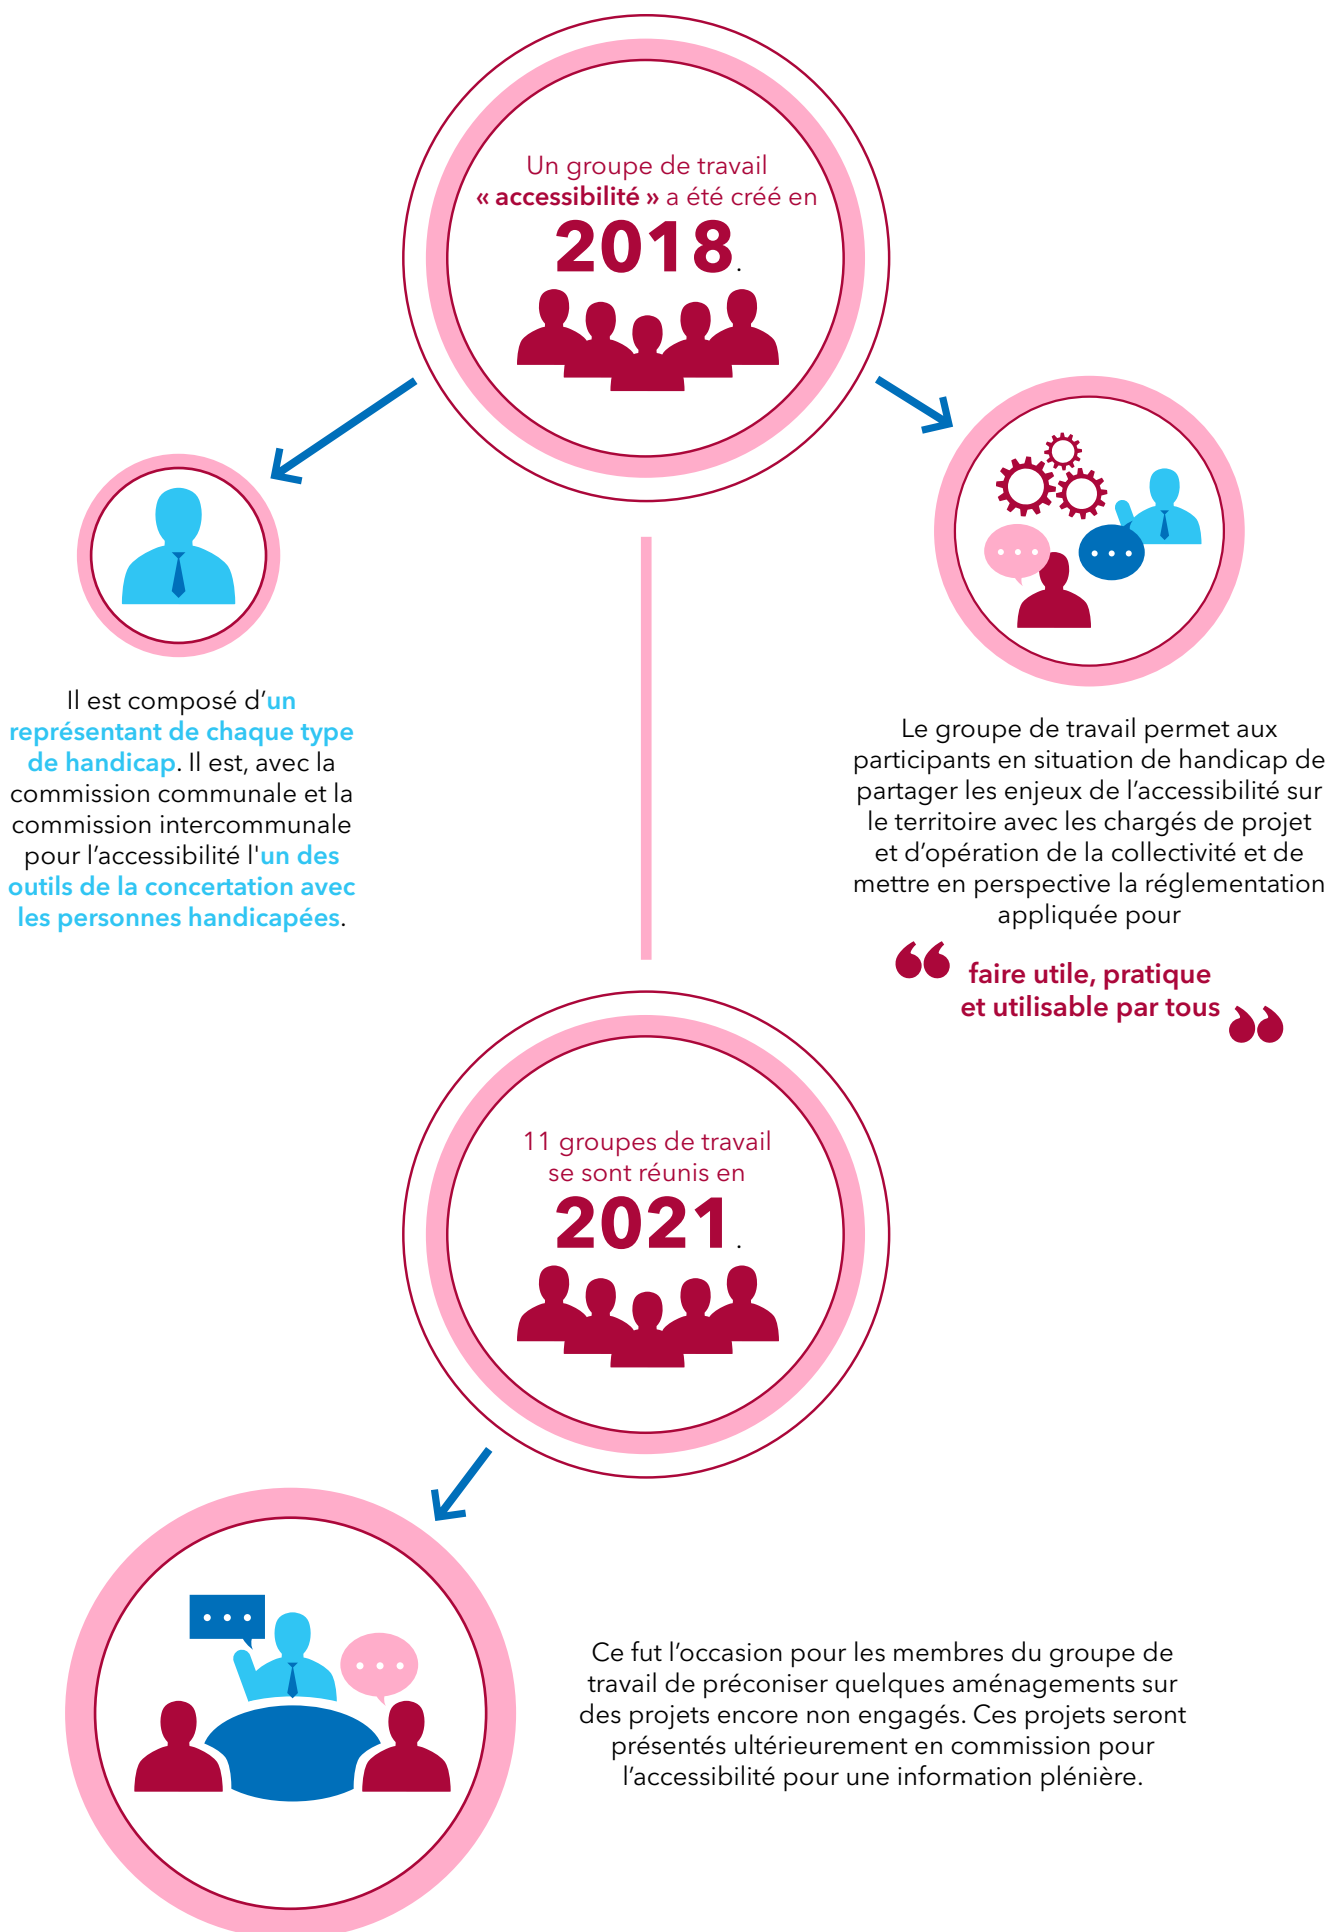 Un groupe de travail
« accessibilité » a été créé en
2018.
Il est composé d’un
représentant de chaque type
de handicap. Il est, avec la
commission communale et la
commission intercommunale
pour l’accessibilité l'un des
outils de la concertation avec
les personnes handicapées.
Le groupe de travail permet aux
participants en situation de handicap de
partager les enjeux de l’accessibilité sur
le territoire avec les chargés de projet
et d’opération de la collectivité et de
mettre en perspective la réglementation
appliquée pour
“ faire utile, pratique
et utilisable par tous ”
11 groupes de travail
se sont réunis en
2021.
Ce fut l’occasion pour les membres du groupe de
travail de préconiser quelques aménagements sur
des projets encore non engagés. Ces projets seront
présentés ultérieurement en commission pour
l’accessibilité pour une information plénière.